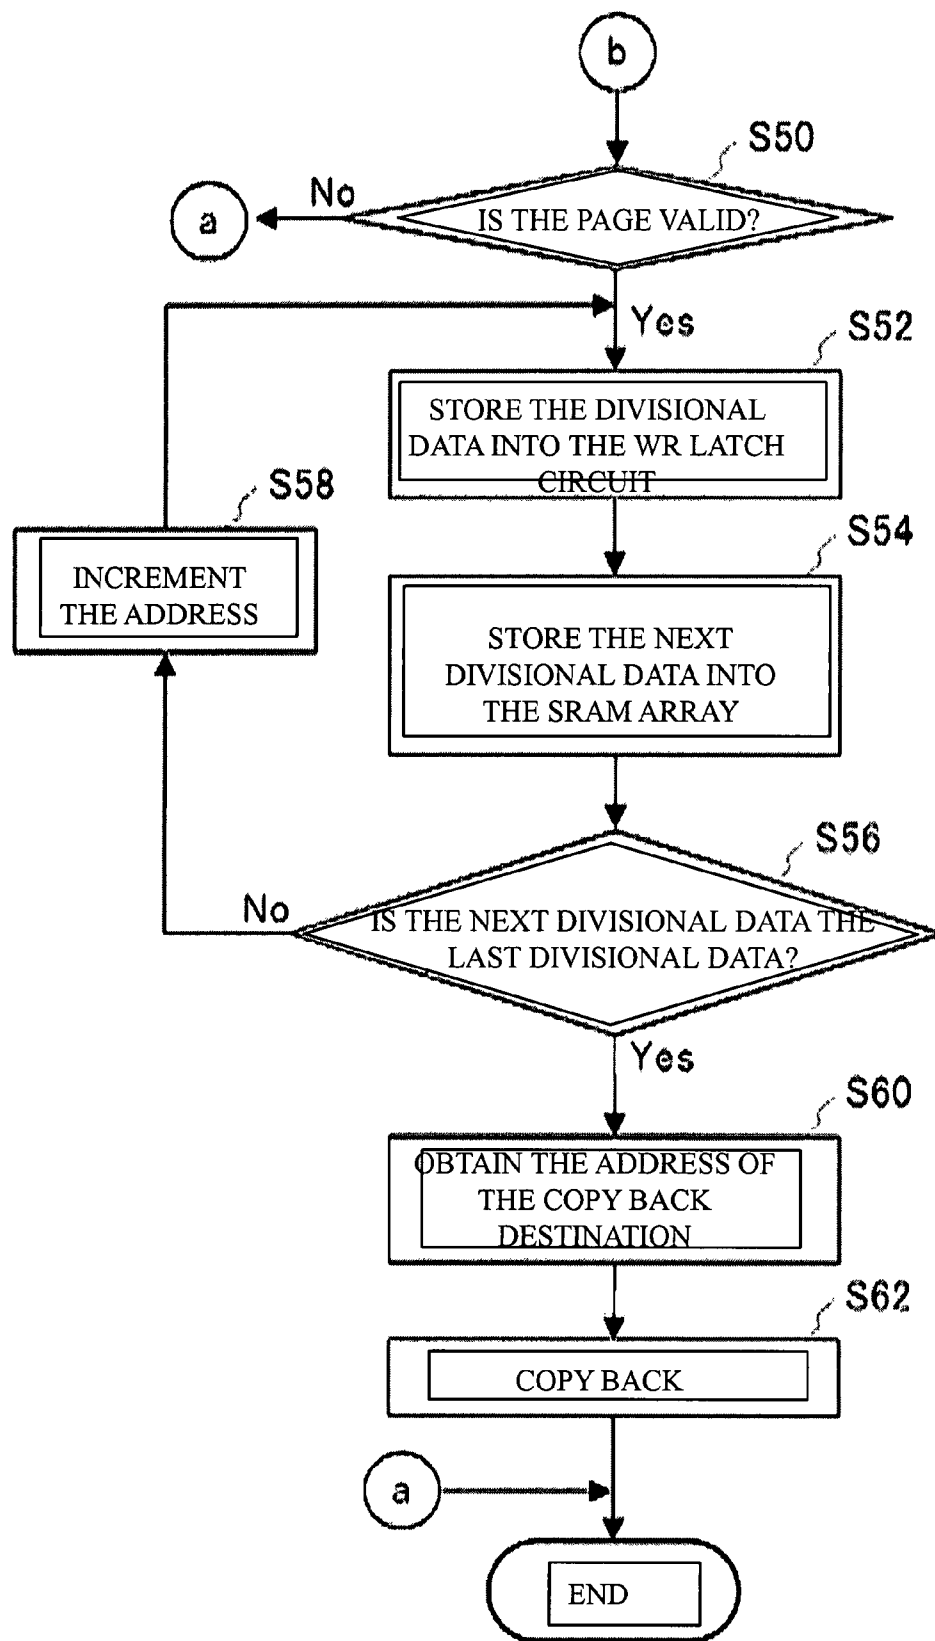 b
S50
No
a
IS THE PAGE VALID?
Yes
S52
STORE THE DIVISIONAL
DATA INTO THE WR LATCH
CIRCUIT
S58
INCREMENT
THE ADDRESS
S54
STORE THE NEXT
DIVISIONAL DATA INTO
THE SRAM ARRAY
S56
No
IS THE NEXT DIVISIONAL DATA THE
LAST DIVISIONAL DATA?
Yes
S60
OBTAIN THE ADDRESS OF
THE COPY BACK
DESTINATION
S62
COPY BACK
a
END